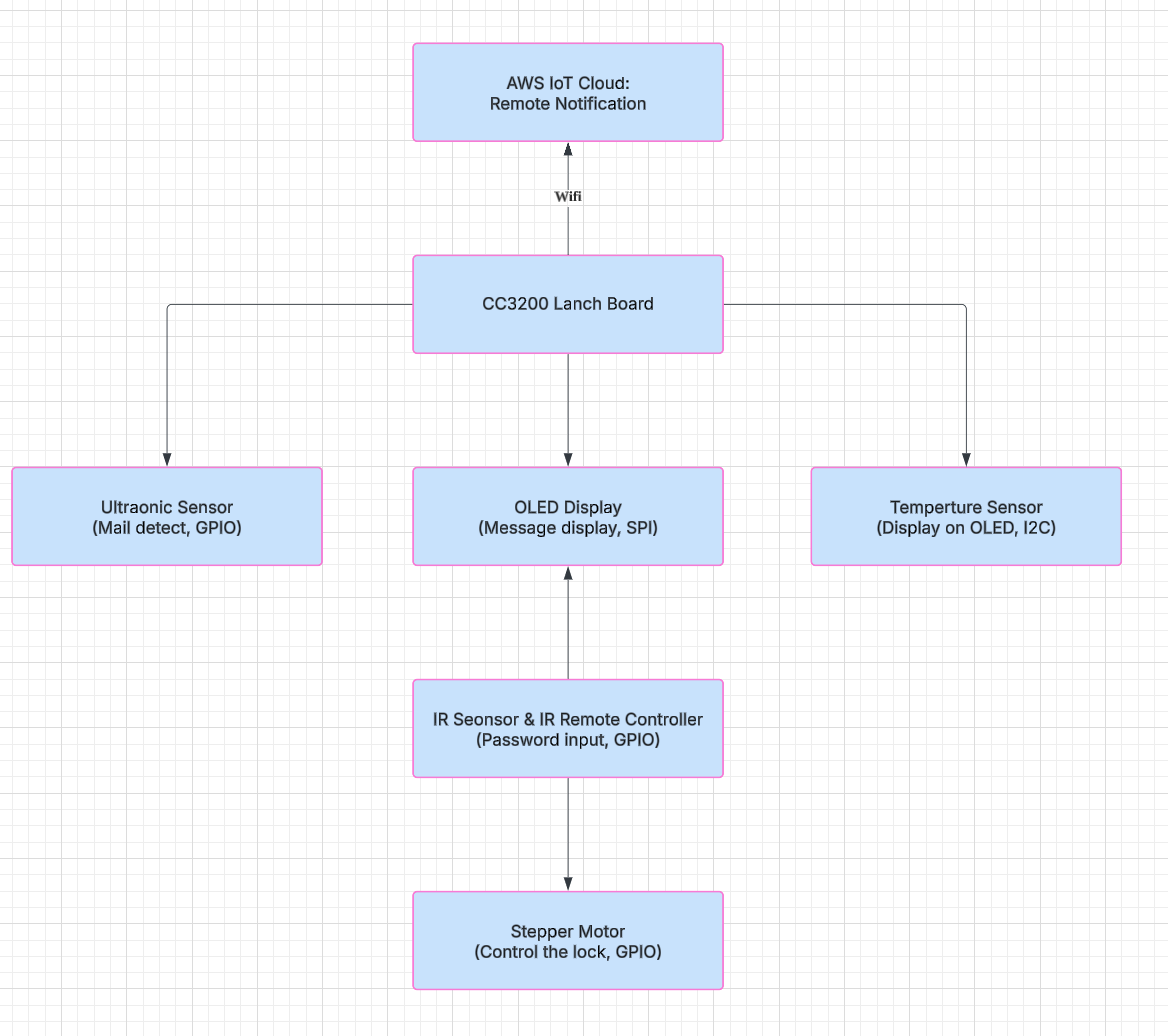 AWS IoT Cloud:
Remote Notification
Wifi
CC3200 Lanch Board
Ultraonic Sensor
(Mail detect, GPIO)
OLED Display
(Message display, SPI)
Temperture Sensor
(Display on OLED, I2C)
IR Seonsor & IR Remote Controller
(Password input, GPIO)
Stepper Motor
(Control the lock, GPIO)